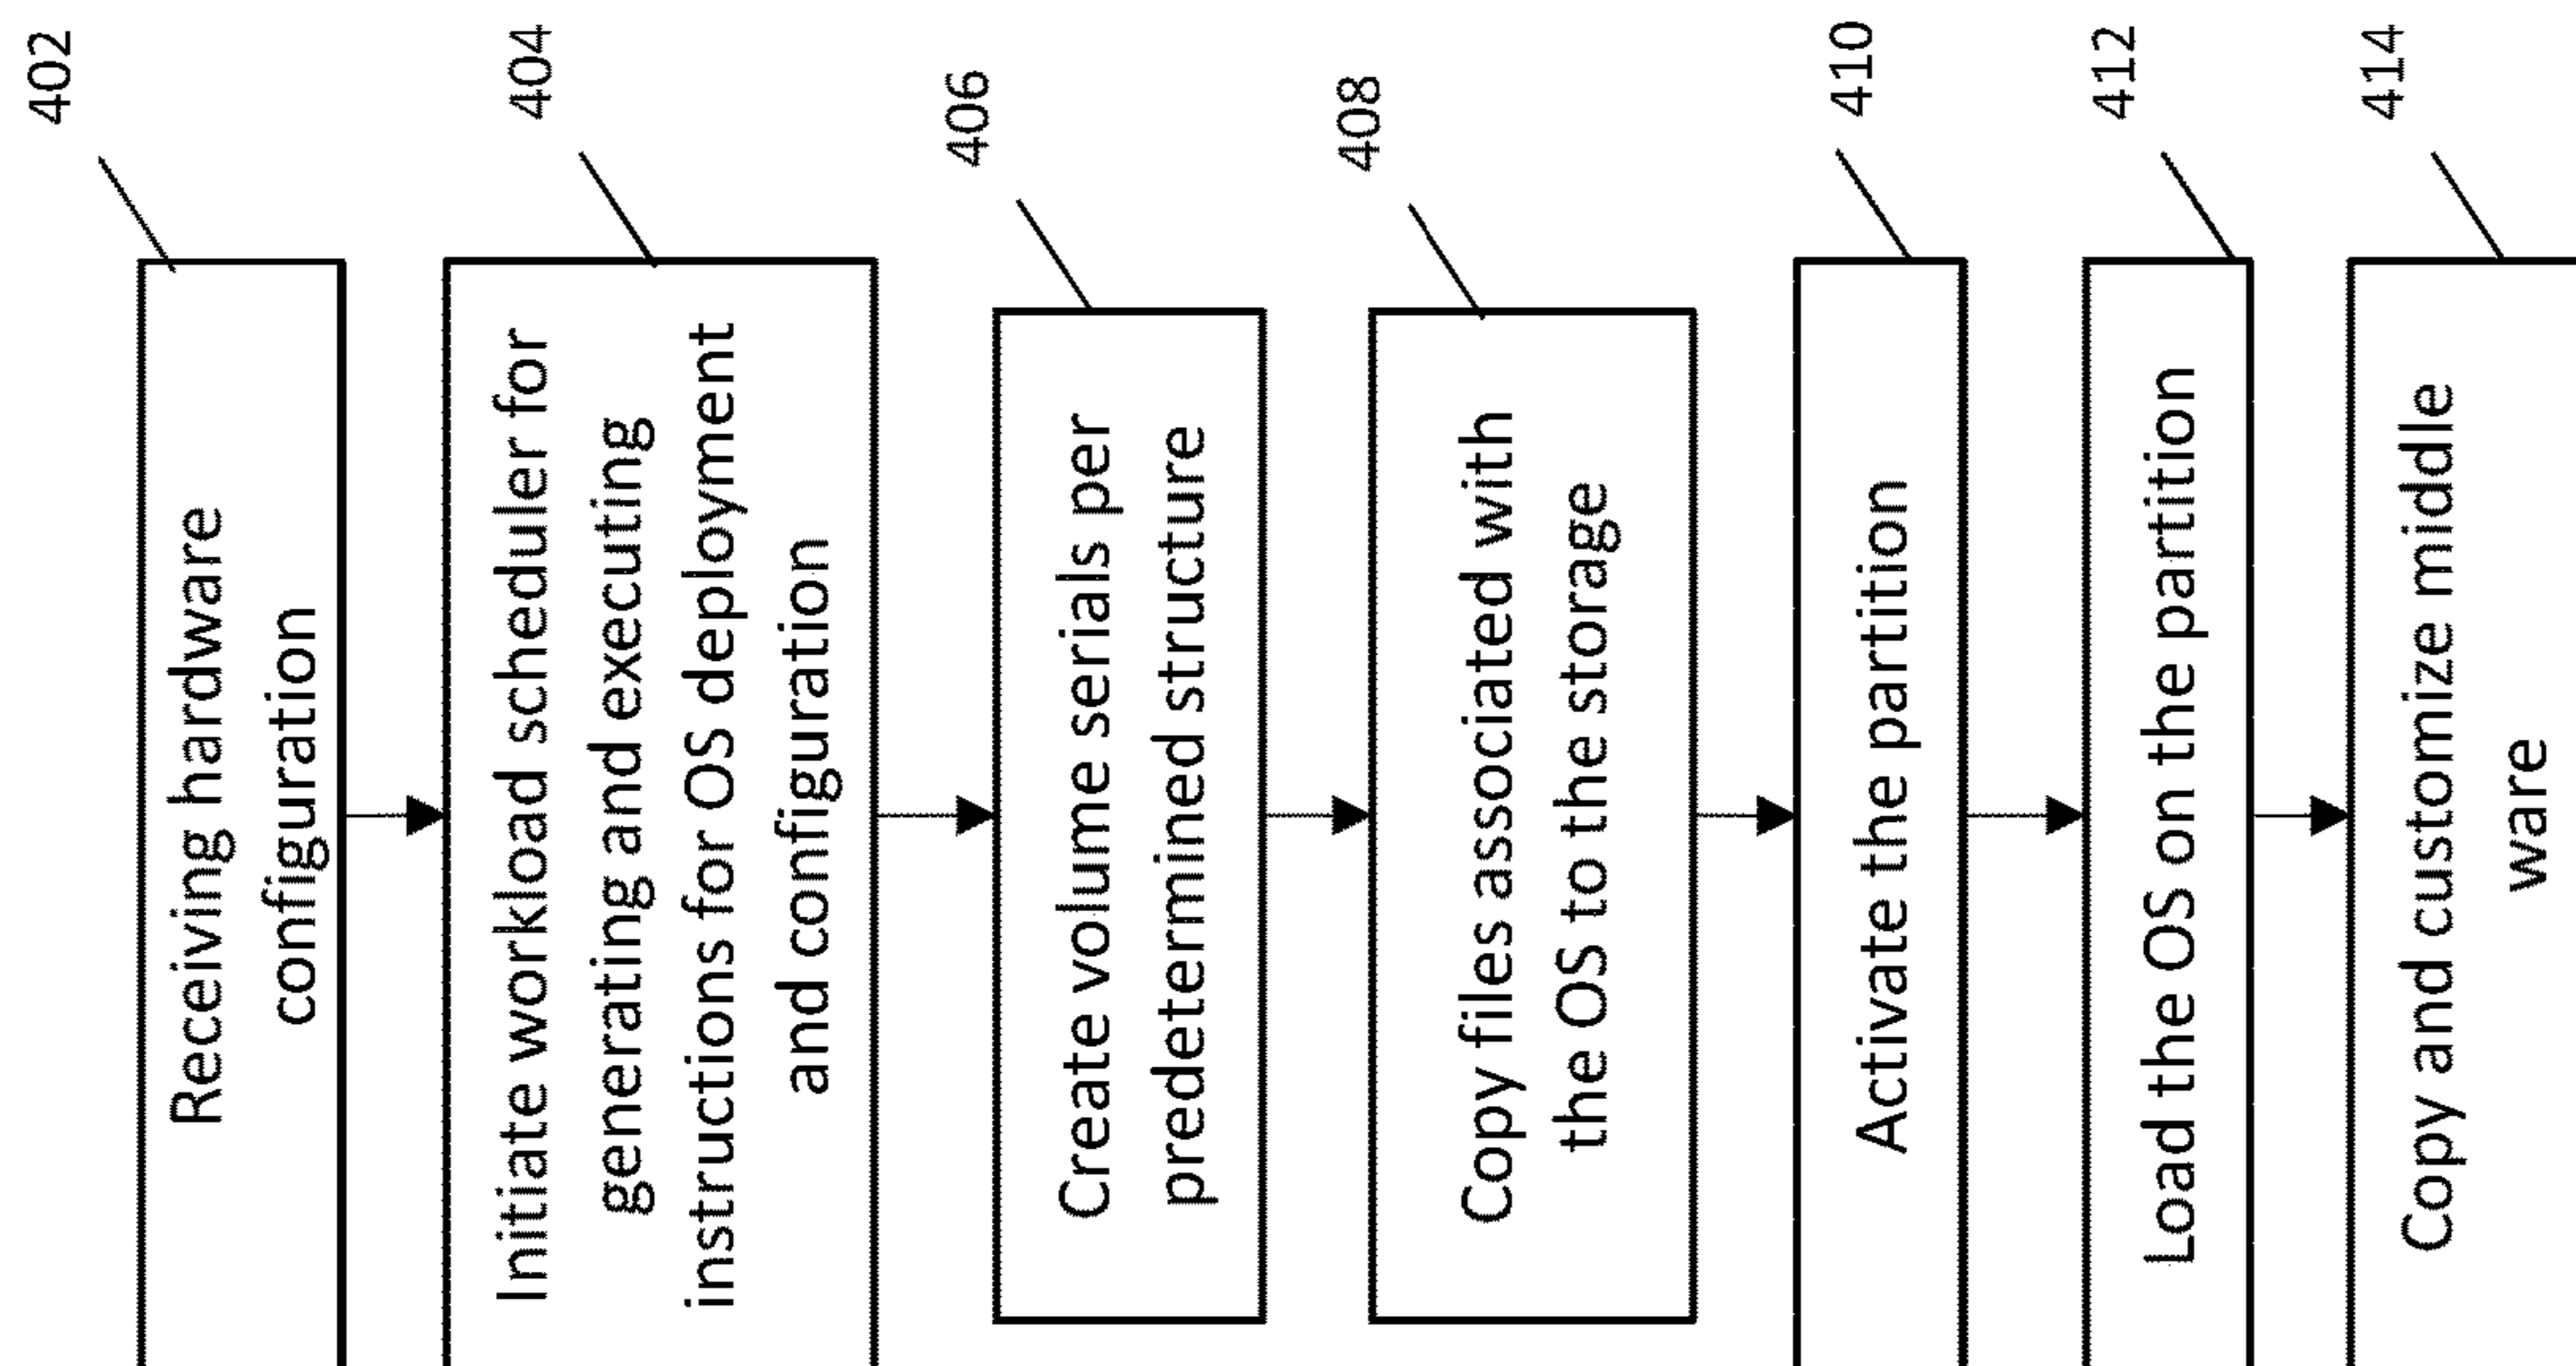 402
Receiving hardware
configuration
404
Initiate workload scheduler for
generating and executing
instructions for OS deployment
and configuration
406
Create volume serials per
predetermined structure
408
Copy files associated with
the OS to the storage
410
Activate the partition
412
Load the OS on the partition
414
Copy and customize middle
ware